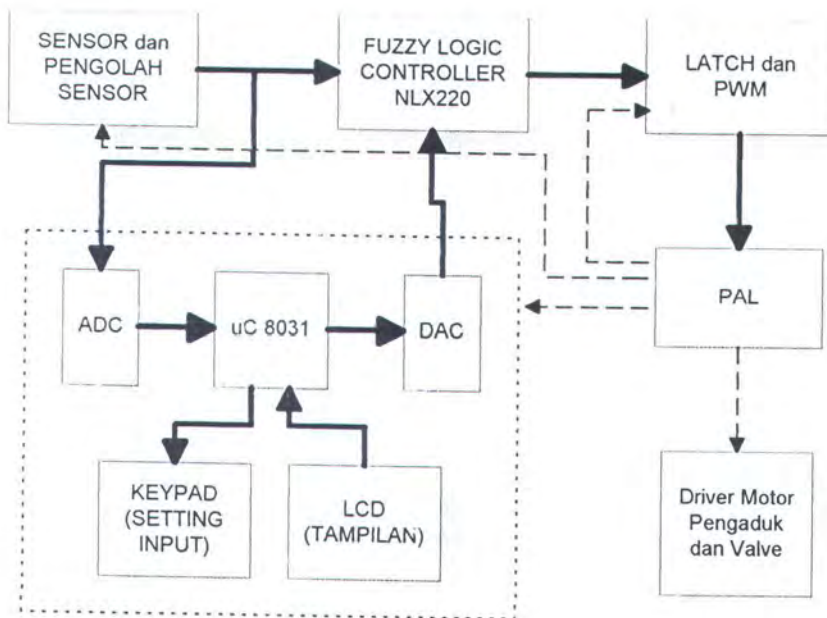 SENSOR dan
PENGOLAH
SENSOR
FUZZY LOGIC
CONTROLLER
NLX220
LATCH dan
PWM
ADC
uC 8031
DAC
PAL
KEYPAD
(SETTING
INPUT)
LCD
(TAMPILAN)
Driver Motor
Pengaduk
dan Valve